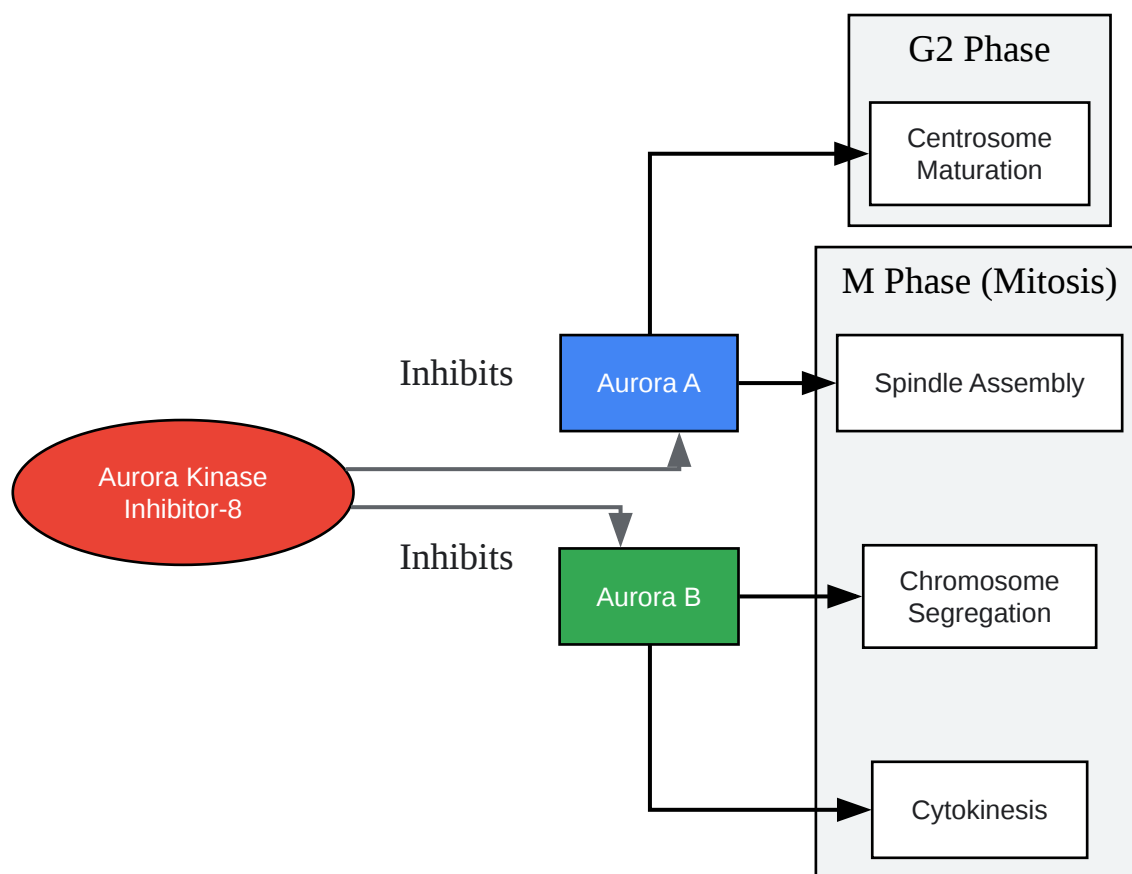 G2 Phase
Centrosome
Maturation
M Phase (Mitosis)
Inhibits
Aurora A
Spindle Assembly
Aurora Kinase
Inhibitor-8
Inhibits
Aurora B
Chromosome
Segregation
Cytokinesis